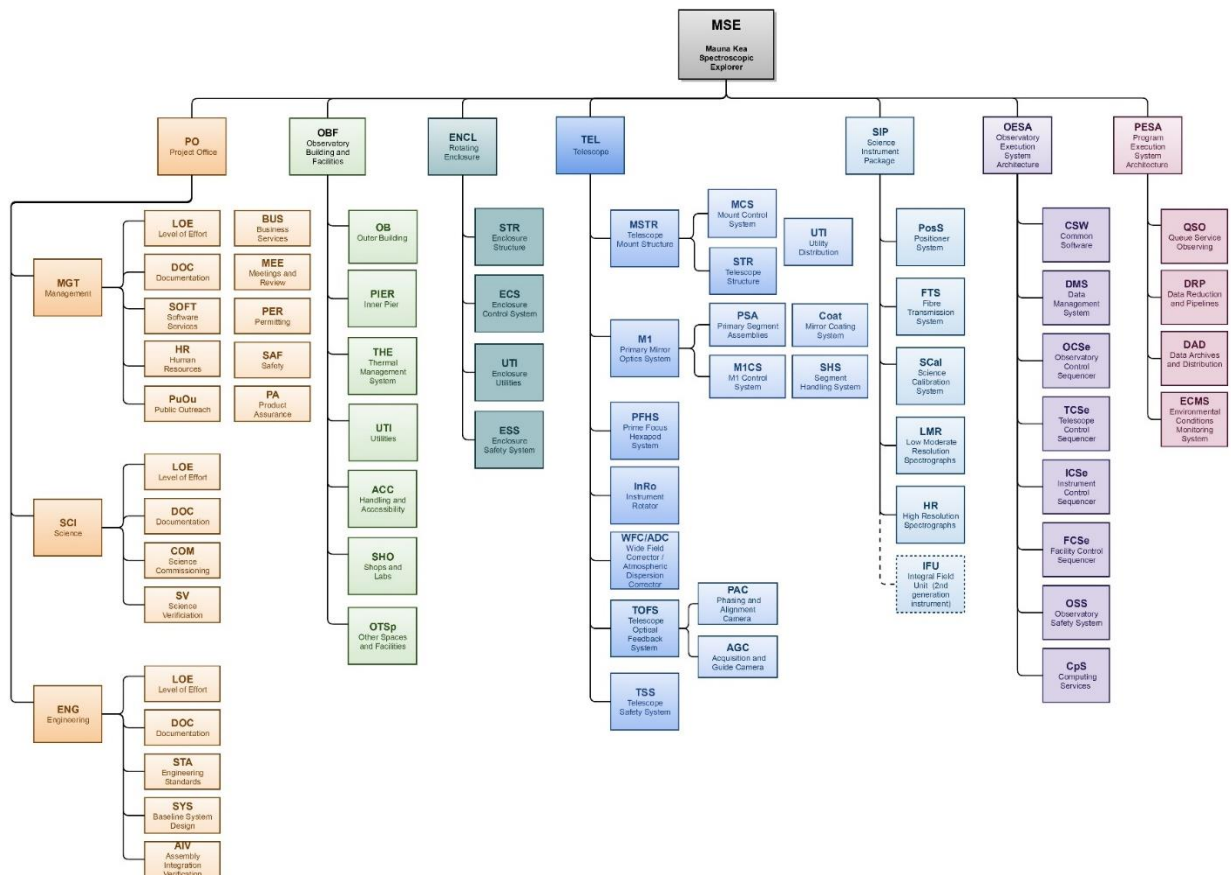 MSE
Mauna Kea
Spectroscopic
Explorer
PO
Project Office
OBF
Observatory
Building and
Facilities
ENCL
Rotating
Enclosure
TEL
Telescope
SIP
Science
Instrument
Package
OESA
Observatory
Execution
System
Architecture
PESA
Program
Execution
System
Architecture
MGT
Management
LOE
Level of Effort
BUS
Business
Services
DOC
Documentation
MEE
Meetings and
Review
SOFT
Software
Services
PER
Permitting
HR
Human
Resources
SAF
Safety
PuOu
Public Outreach
PA
Product
Assurance
SCI
Science
LOE
Level of Effort
DOC
Documentation
COM
Science
Commissioning
SV
Science
Verificiation
ENG
Engineering
LOE
Level of Effort
DOC
Documentation
STA
Engineering
Standards
SYS
Baseline System
Design
AIV
Assembly
Integration
Verification
OB
Outer Building
PIER
Inner Pier
THE
Thermal
Management
System
UTI
Utilities
ACC
Handling and
Accessibility
SHO
Shops and
Labs
OTSp
Other Spaces
and Facilities
STR
Enclosure
Structure
ECS
Enclosure
Control System
UTI
Enclosure
Utilities
ESS
Enclosure
Safety System
MSTR
Telescope
Mount Structure
MCS
Mount Control
System
UTI
Utility
Distribution
STR
Telescope
Structure
M1
Primary Mirror
Optics System
PSA
Primary Segment
Assemblies
Coat
Mirror Coating
System
M1CS
M1 Control
System
SHS
Segment
Handling System
PFHS
Prime Focus
Hexapod
System
InRo
Instrument
Rotator
WFC/ADC
Wide Field
Corrector /
Atmospheric
Dispersion
Corrector
TOFS
Telescope
Optical
Feedback
System
PAC
Phasing and
Alignment
Camera
AGC
Acquisition and
Guide Camera
TSS
Telescope
Safety System
PosS
Positioner
System
FTS
Fibre
Transmission
System
SCal
Science
Calibration
System
LMR
Low Moderate
Resolution
Spectrographs
HR
High Resolution
Spectrographs
IFU
Integral Field
Unit (2nd
generation
instrument)
CSW
Common
Software
DMS
Data
Management
System
OCSe
Observatory
Control
Sequencer
TCSe
Telescope
Control
Sequencer
ICSe
Instrument
Control
Sequencer
FCSe
Facility Control
Sequencer
OSS
Observatory
Safety System
CpS
Computing
Services
QSO
Queue Service
Observing
DRP
Data Reduction
and Pipelines
DAD
Data Archives
and Distribution
ECMS
Environmental
Conditions
Monitoring
System